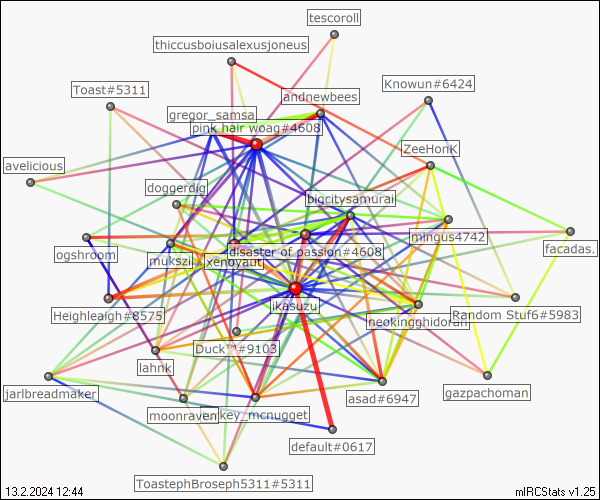 tescoroll
thiccusboiusalexusjoneus
Toast#5311
Knowun#6424
andnewbees
gregor_samsa
pink hair woag#4608
ZeeHonK
avelicious
doggerdig
bigcitysamurai
mingus4742
disaster of passion#4608
facadas.
ogshroom
mukszil
xenoyaut
ikasuzu
Heighleigh#8575
neokingghidorah
Random Stuf6#5983
Duck™#9103
lahnk
jarlbreadmaker
asad#6947
gazpachoman
moonraven
key_mcnugget
default#0617
ToastephBroseph5311#5311
13.2.2024 12:44
mIRCStats v1.25